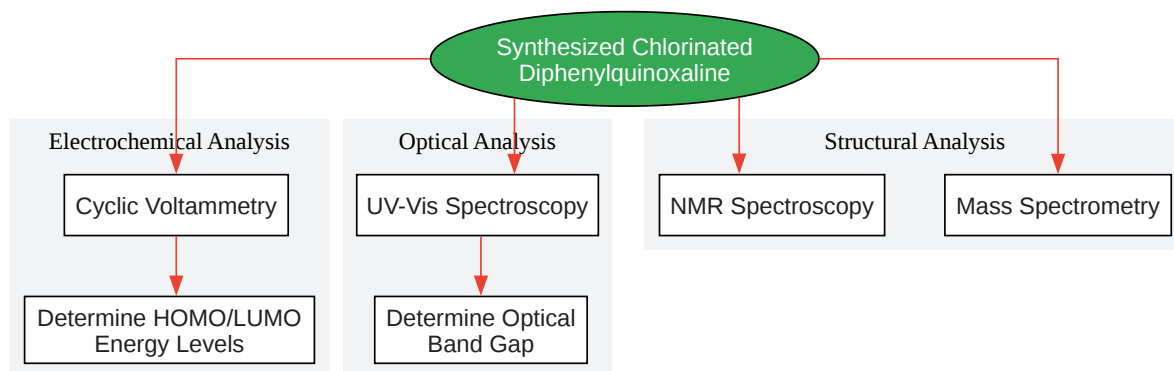 Synthesized Chlorinated
Diphenylquinoxaline
Electrochemical Analysis
Optical Analysis
Structural Analysis
Cyclic Voltammetry
UV-Vis Spectroscopy
NMR Spectroscopy
Mass Spectrometry
Determine HOMO/LUMO
Energy Levels
Determine Optical
Band Gap